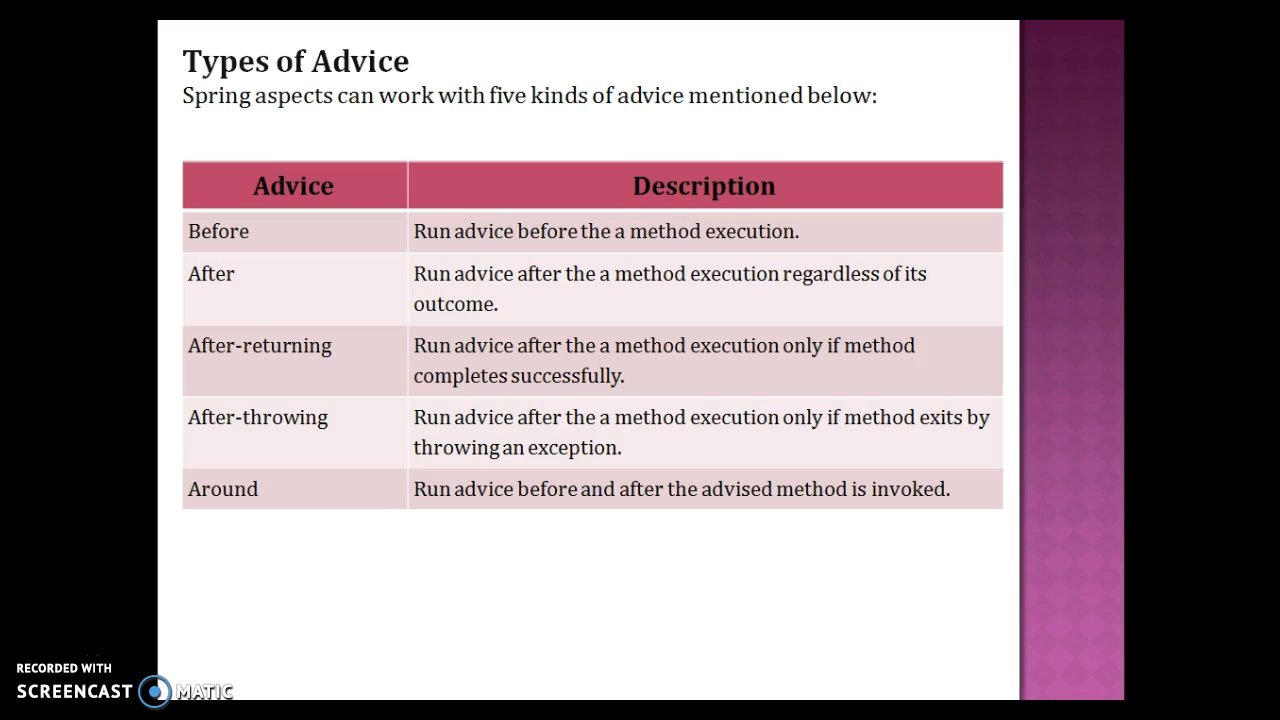 Types of Advice
Spring aspects can work with five kinds of advice mentioned below:
Advice Description
Before Run advice before the a method execution.
After Run advice after the a method execution regardless of its
outcome.
After-returning Run advice after the a method execution only if method
completes successfully.
After-throwing Run advice after the a method execution only if method exits by
throwing an exception.
Around Run advice before and after the advised method is invoked.
RECORDED WITH
SCREENCAST MATIC